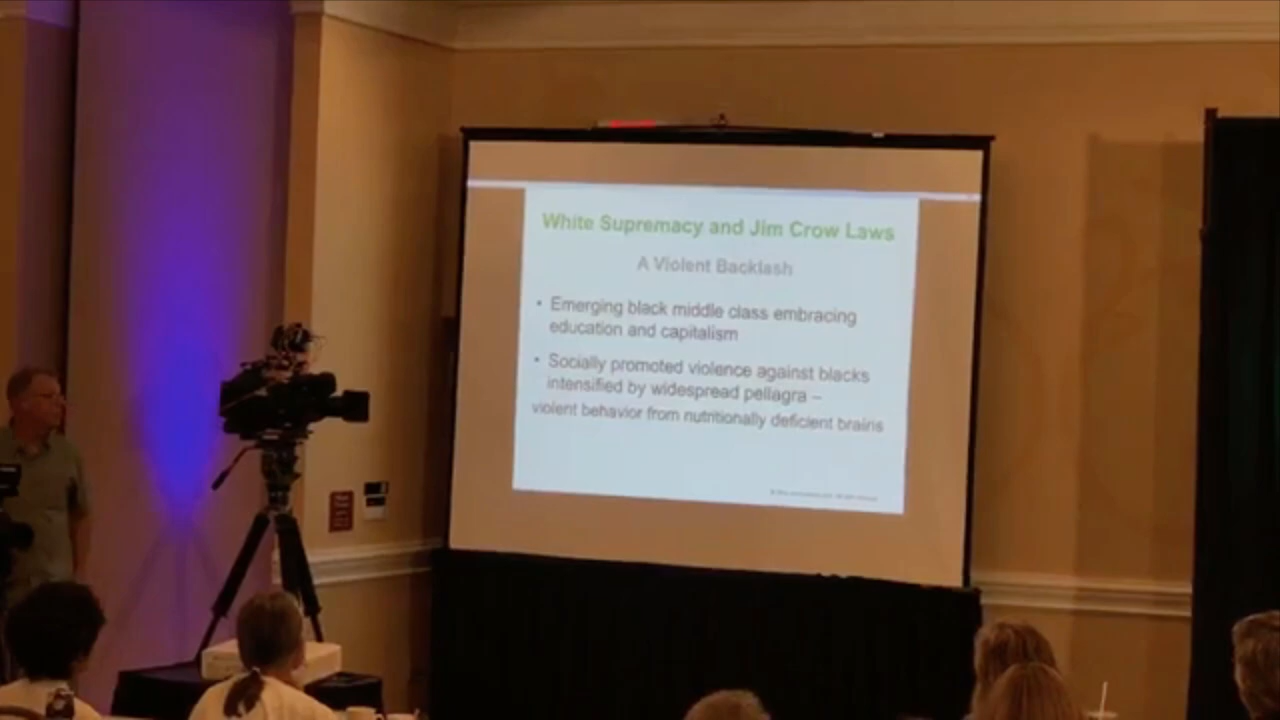 White Supremacy and Jim Crow Laws
A Violent Backlash
• Emerging black middle class embracing
education and capitalism
• Socially promoted violence against blacks
intensified by widespread pellagra –
violent behavior from nutritionally deficient brains